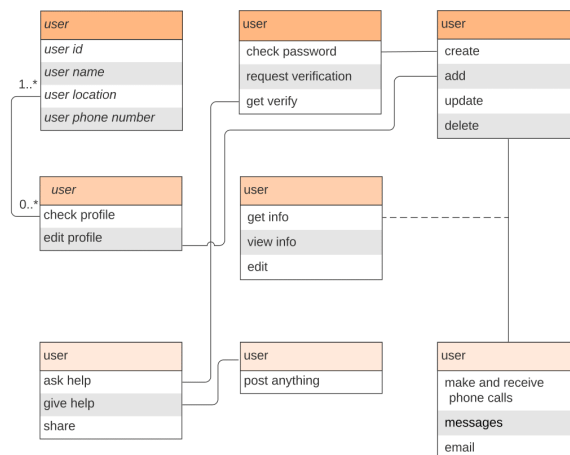 user
user id
user name
user location
user phone number
user
check password
request verification
get verify
user
create
add
update
delete
1..*
0..*
user
check profile
edit profile
user
get info
view info
edit
user
ask help
give help
share
user
post anything
user
make and receive
phone calls
messages
email